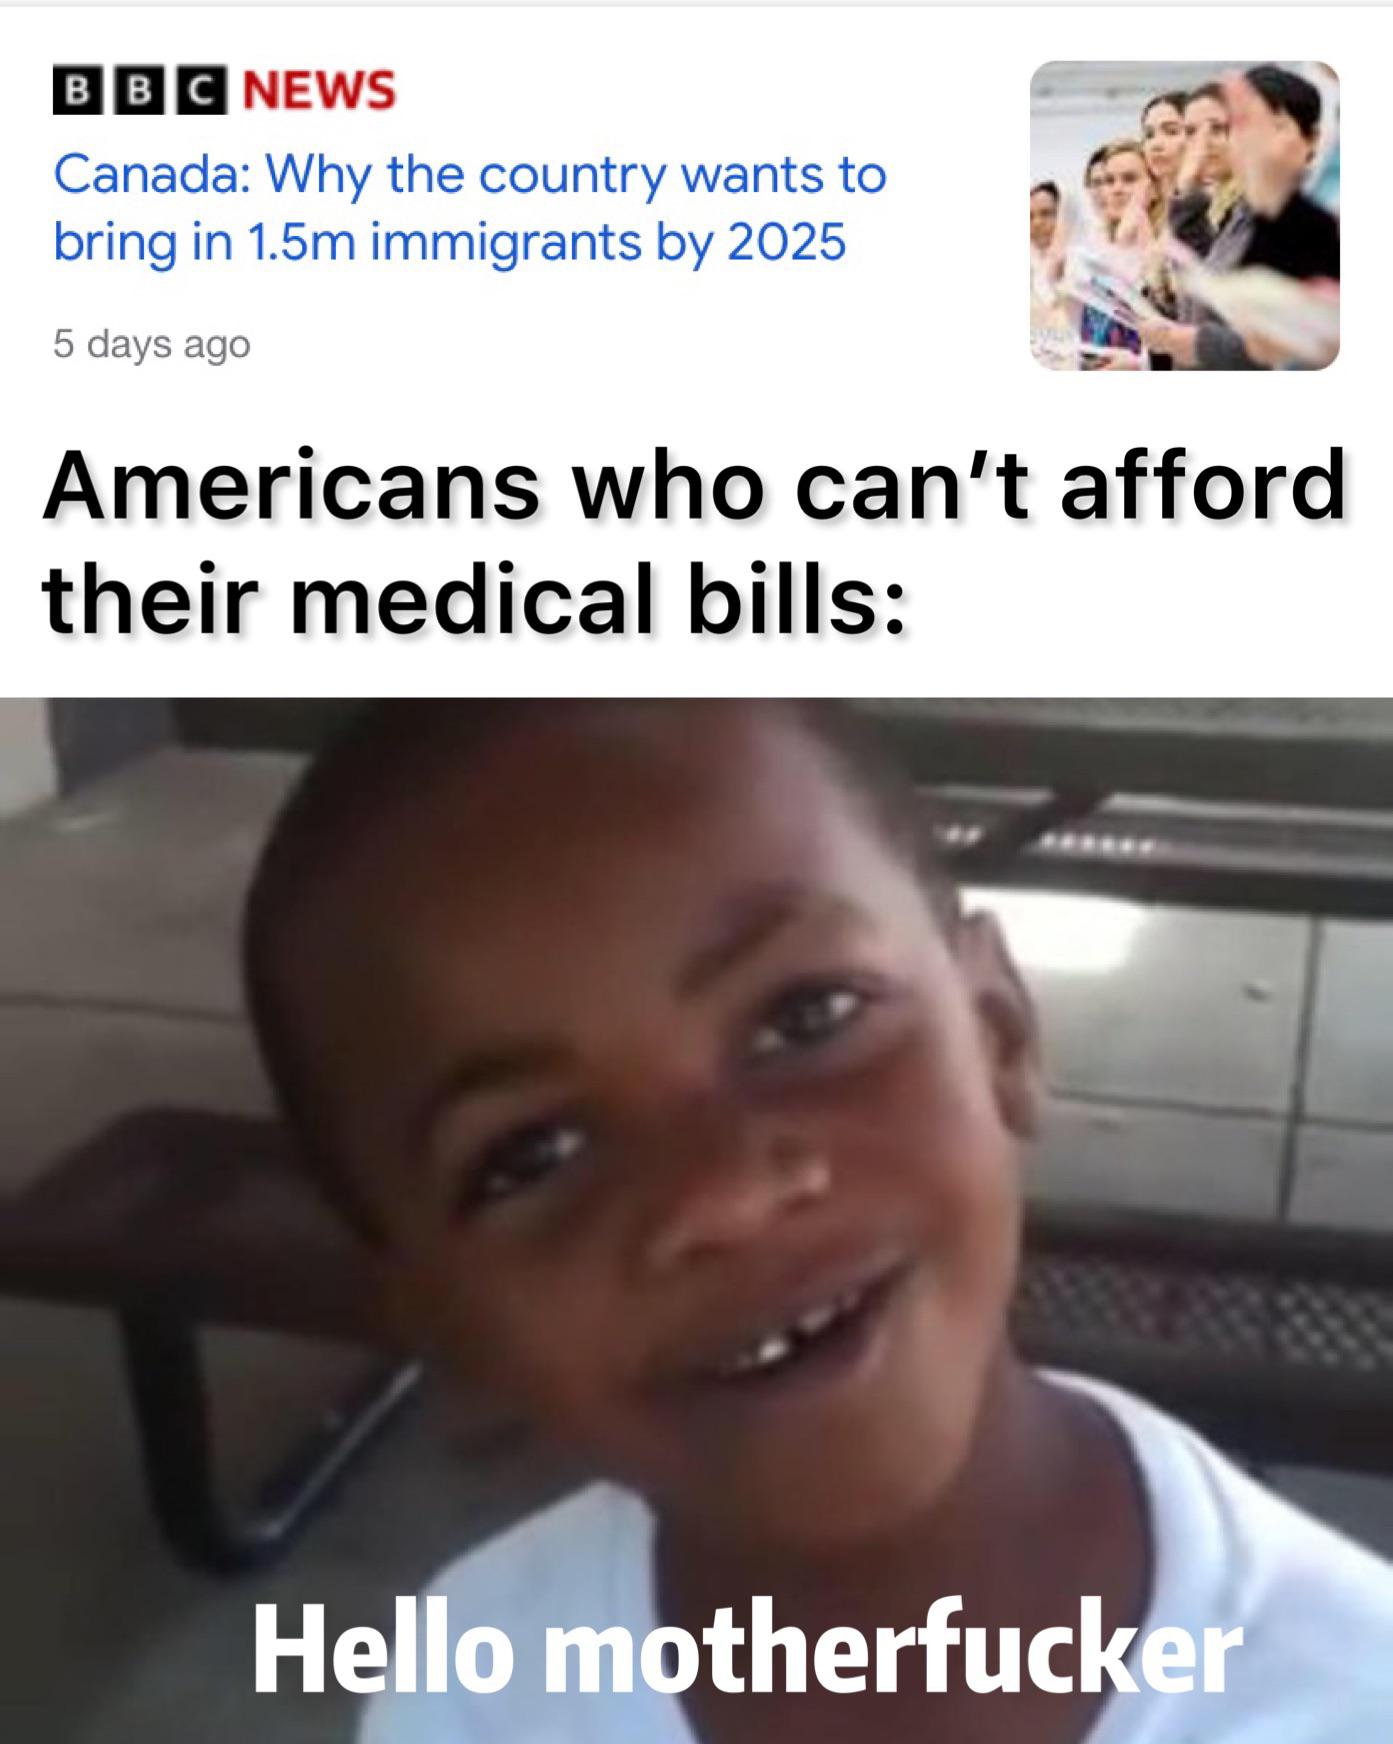 BBC NEWS
Canada: Why the country wants to
bring in 1.5m immigrants by 2025
5 days ago
Americans who can't afford
their medical bills:
Hello motherfucker